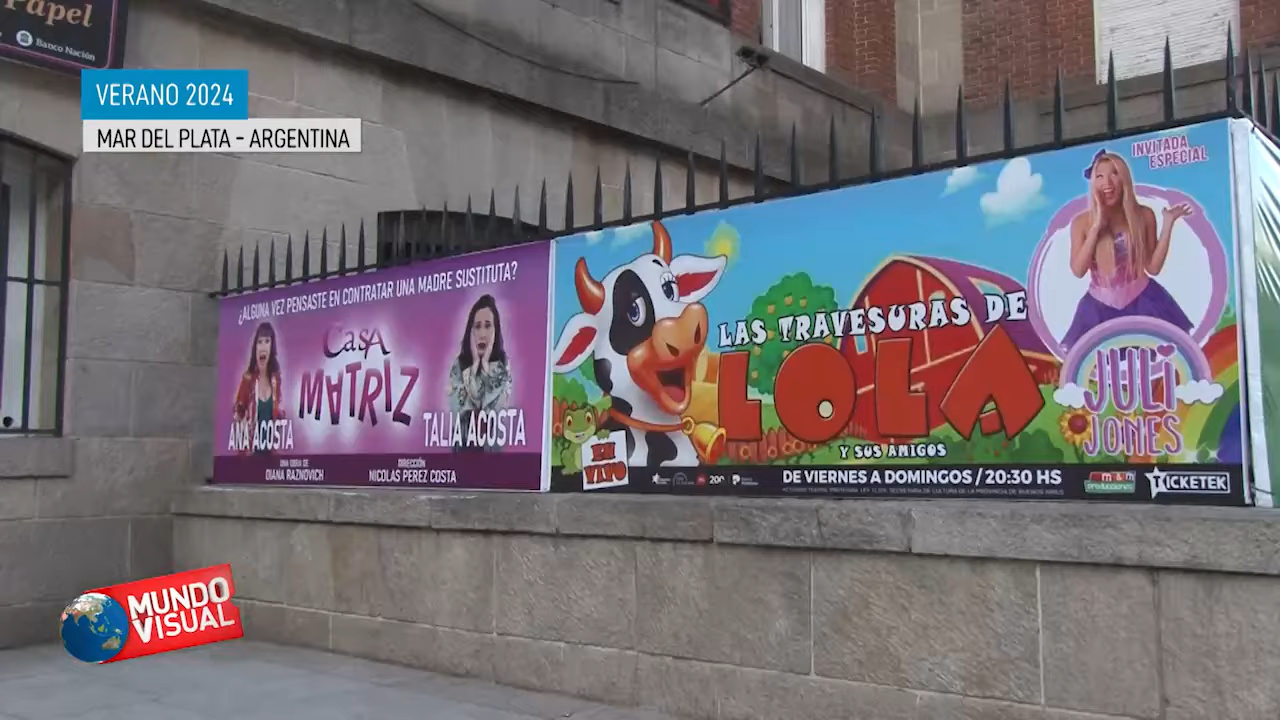 Papel
Banco Nación
VERANO 2024
MAR DEL PLATA - ARGENTINA
¿ALGUNA VEZ PENSASTE EN CONTRATAR UNA MADRE SUSTITUTA?
CASA
MATRIZ
ANA ACOSTA
TALIA ACOSTA
UNA OBRA DE
DIANA RAZNOVICH
DIRECCIÓN
NICOLAS PEREZ COSTA
INVITADA
ESPECIAL
LAS TRAVESURAS DE
LOLA
Y SUS AMIGOS
EN
VIVO
JULI
JONES
DE VIERNES A DOMINGOS / 20:30 HS
m&m
producciones
TICKETEK
MUNDO
VISUAL